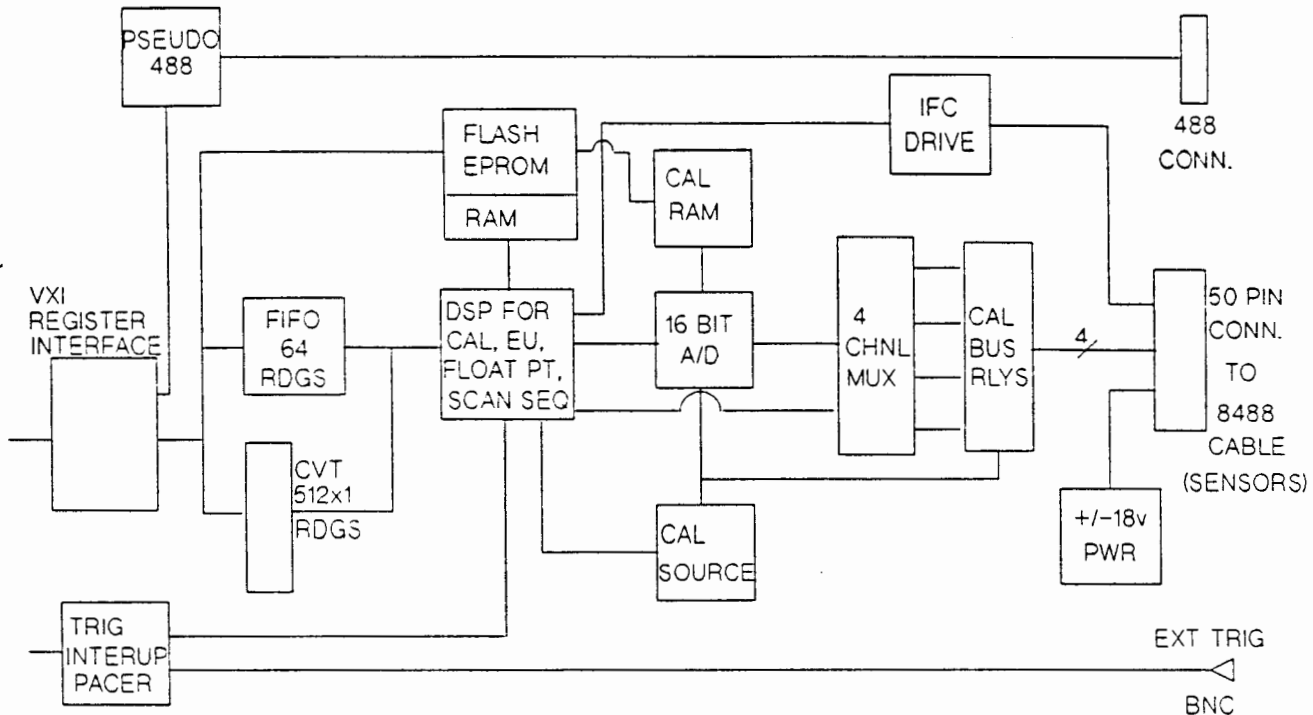 PSEUDO
488
IFC
DRIVE
488
CONN.
FLASH
EPROM
RAM
CAL
RAM
VXI
REGISTER
INTERFACE
FIFO
64
RDGS
DSP FOR
CAL, EU,
FLOAT PT,
SCAN SEQ
16 BIT
A/D
4
CHNL
MUX
CAL
BUS
RLYS
4
50 PIN
CONN.
TO
8488
CABLE
(SENSORS)
CVT
512x1
RDGS
CAL
SOURCE
+/-18v
PWR
TRIG
INTERUP
PACER
EXT TRIG
BNC